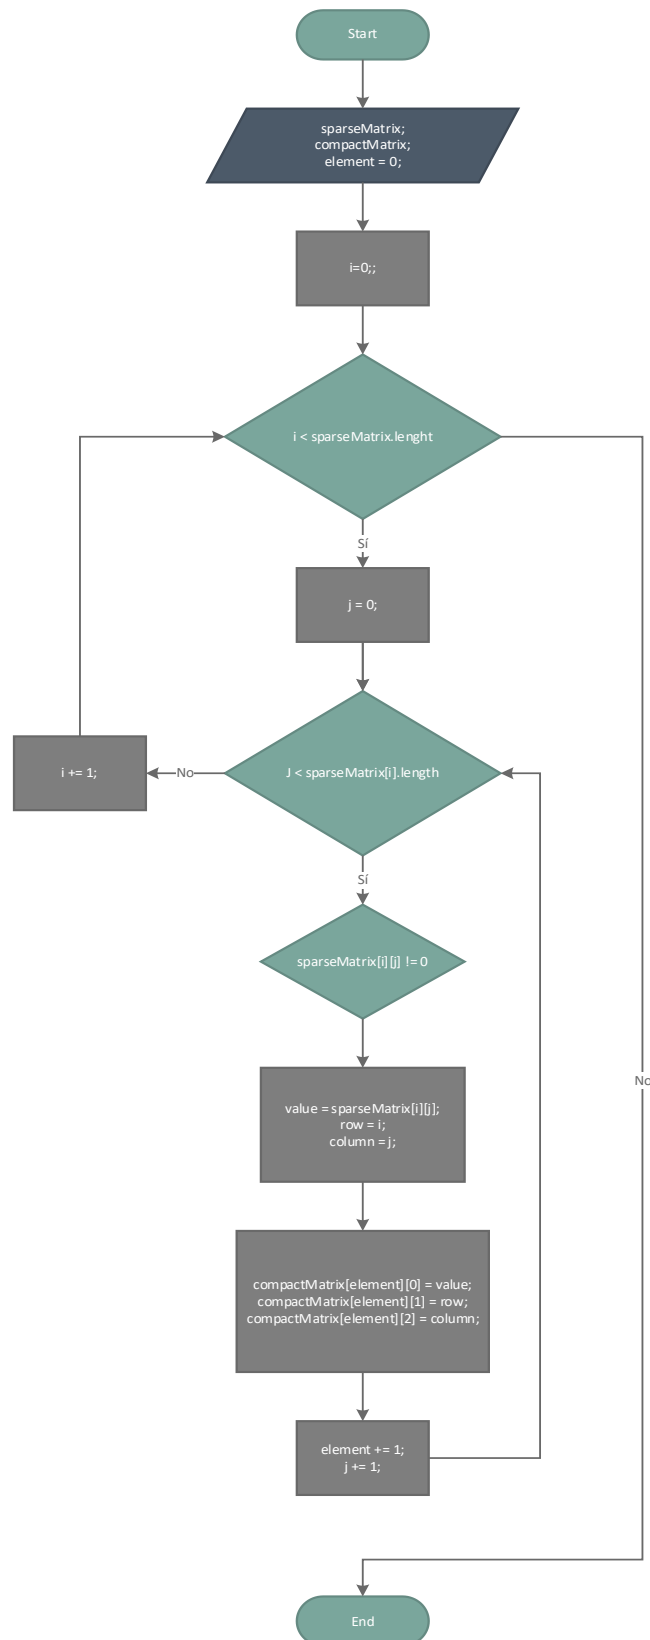 Start
sparseMatrix;
compactMatrix;
element = 0;
i=0;;
i < sparseMatrix.lenght
Sí
j = 0;
i += 1;
No
J < sparseMatrix[i].length
Sí
sparseMatrix[i][j] != 0
No
value = sparseMatrix[i][j];
row = i;
column = j;
compactMatrix[element][0] = value;
compactMatrix[element][1] = row;
compactMatrix[element][2] = column;
element += 1;
j += 1;
End